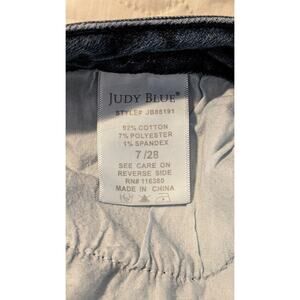 JUDY BLUE®
STYLE# JB88191
92% COTTON
7% POLYESTER
1% SPANDEX
7 /28
SEE CARE ON
REVERSE SIDE
RN# 116380
MADE IN CHINA